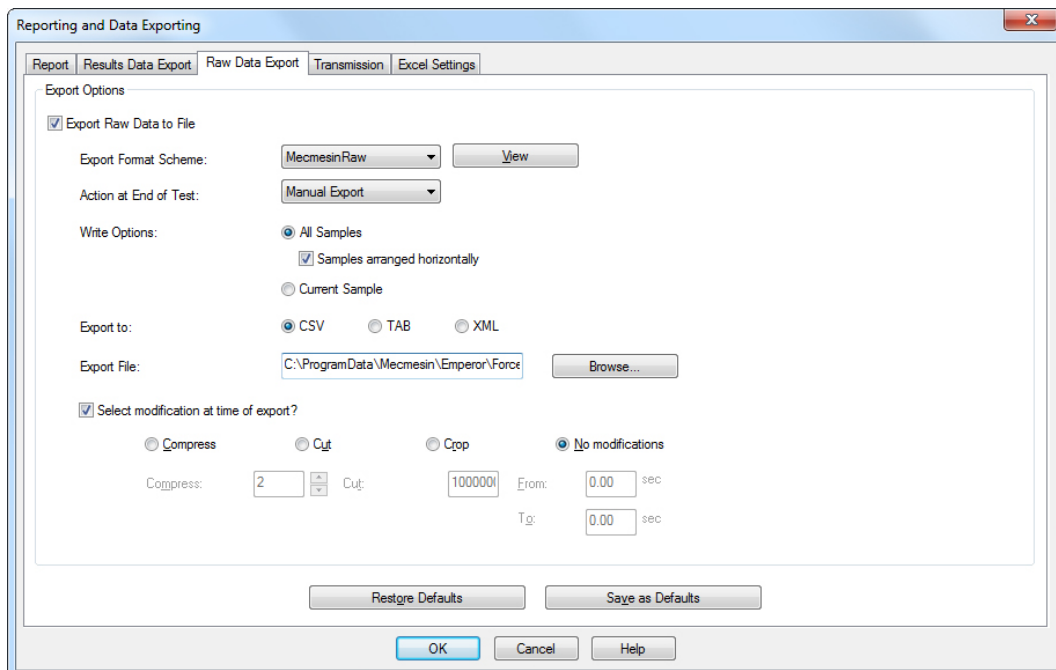 Reporting and Data Exporting
Report Results Data Export Raw Data Export Transmission Excel Settings
Export Options
Export Raw Data to File
Export Format Scheme: MecmesinRaw View
Action at End of Test: Manual Export
Write Options: All Samples
Samples arranged horizontally
Current Sample
Export to: CSV TAB XML
Export File: C:\ProgramData\Mecmesin\Emperor\Force Browse...
Select modification at time of export?
Compress Cut Crop No modifications
Compress: 2 Cut: 100000 From: 0.00 sec
To: 0.00 sec
Restore Defaults Save as Defaults
OK Cancel Help